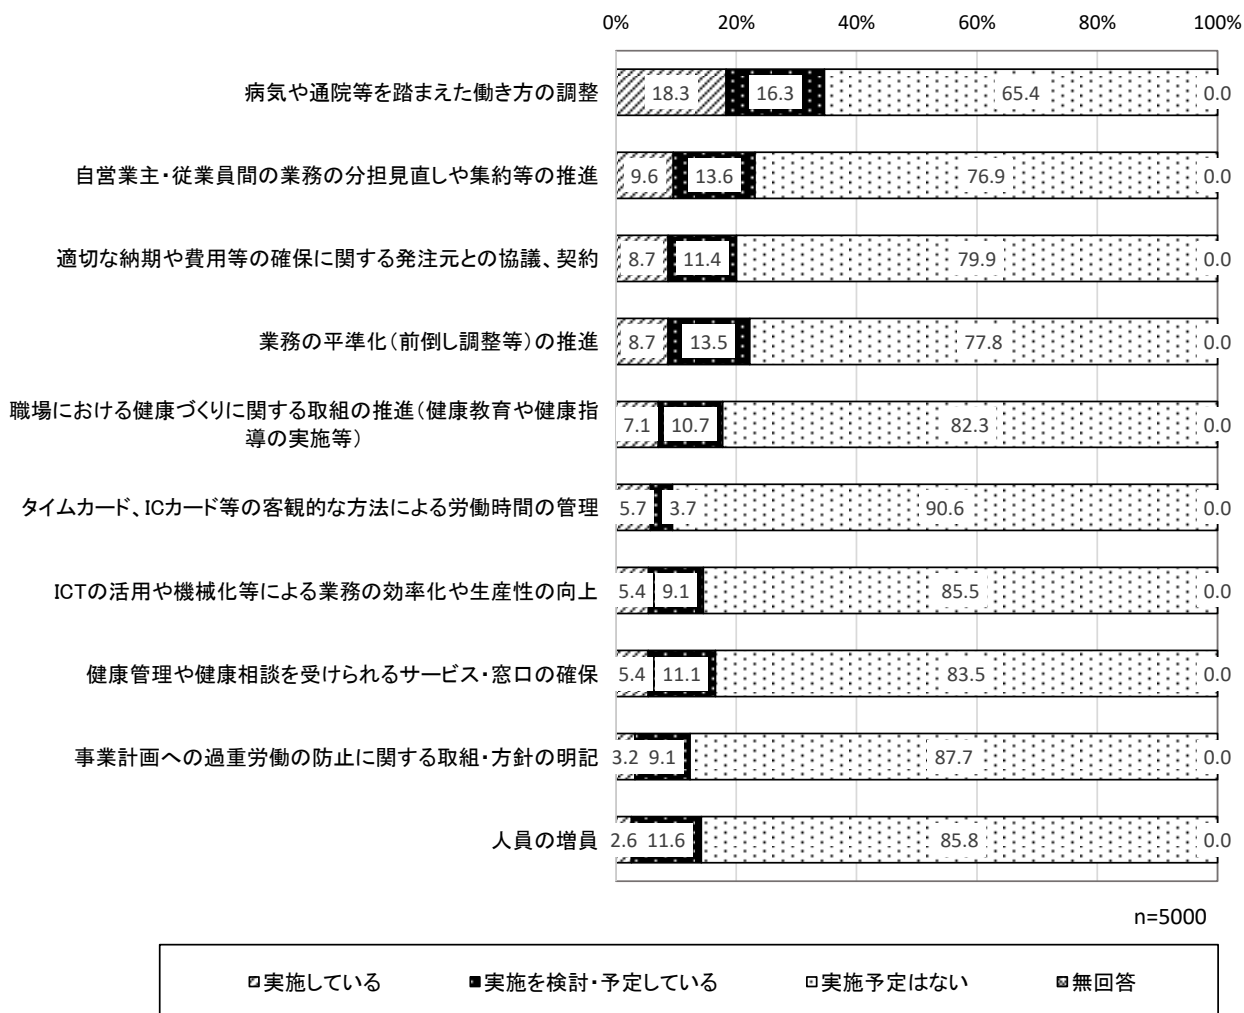 0% 20% 40% 60% 80% 100%
病気や通院等を踏まえた働き方の調整 18.3 16.3 65.4 0.0
自営業主・従業員間の業務の分担見直しや集約等の推進 9.6 13.6 76.9 0.0
適切な納期や費用等の確保に関する発注元との協議、契約 8.7 11.4 79.9 0.0
業務の平準化(前倒し調整等)の推進 8.7 13.5 77.8 0.0
職場における健康づくりに関する取組の推進(健康教育や健康指
導の実施等) 7.1 10.7 82.3 0.0
タイムカード、ICカード等の客観的な方法による労働時間の管理 5.7 3.7 90.6 0.0
ICTの活用や機械化等による業務の効率化や生産性の向上 5.4 9.1 85.5 0.0
健康管理や健康相談を受けられるサービス・窓口の確保 5.4 11.1 83.5 0.0
事業計画への過重労働の防止に関する取組・方針の明記 3.2 9.1 87.7 0.0
人員の増員 2.6 11.6 85.8 0.0
n=5000
実施している 実施を検討・予定している 実施予定はない 無回答